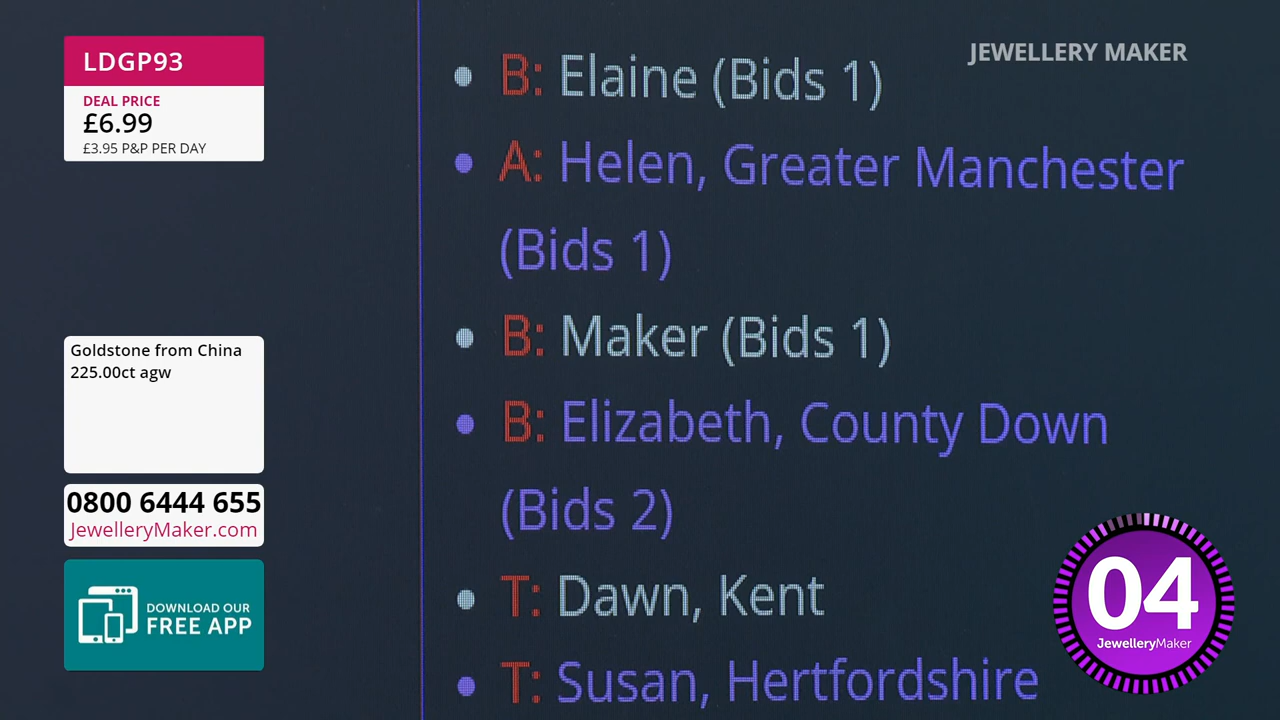 LDGP93
DEAL PRICE
£6.99
£3.95 P&P PER DAY
Goldstone from China
225.00ct agw
0800 6444 655
JewelleryMaker.com
DOWNLOAD OUR
FREE APP
JEWELLERY MAKER
B: Elaine (Bids 1)
A: Helen, Greater Manchester
(Bids 1)
B: Maker (Bids 1)
B: Elizabeth, County Down
(Bids 2)
T: Dawn, Kent
T: Susan, Hertfordshire
04
JewelleryMaker